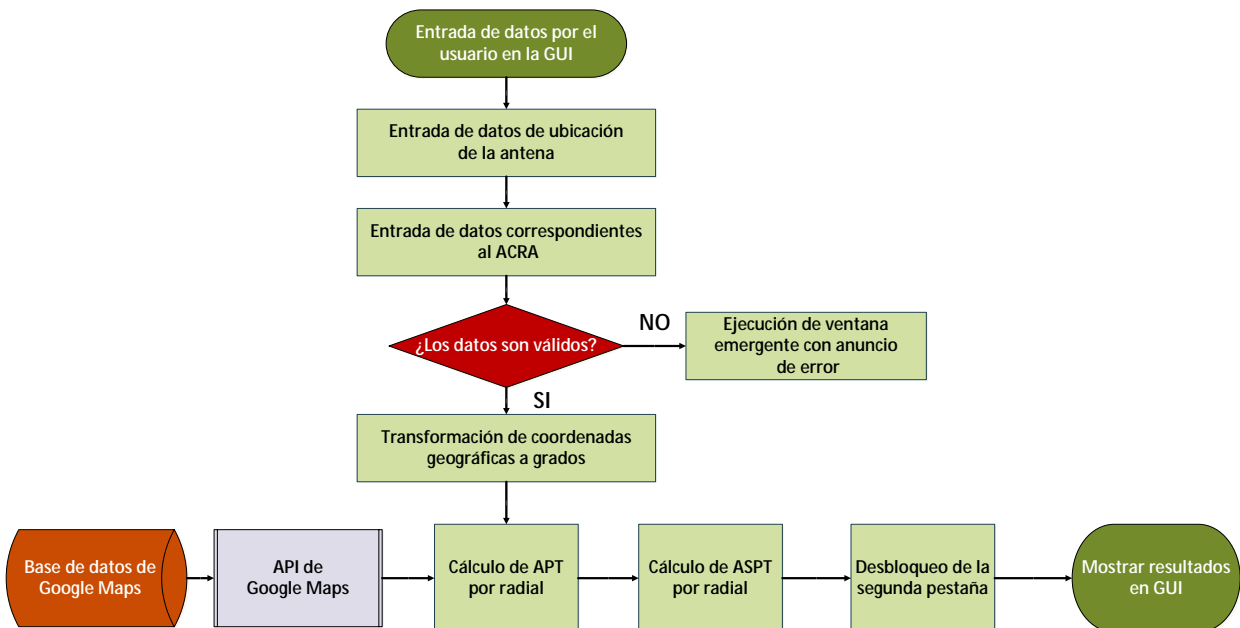 Entrada de datos por el
usuario en la GUI
Entrada de datos de ubicación
de la antena
Entrada de datos correspondientes
al ACRA
¿Los datos son válidos?
NO
Ejecución de ventana
emergente con anuncio
de error
SI
Transformación de coordenadas
geográficas a grados
Base de datos de
Google Maps
API de
Google Maps
Cálculo de APT
por radial
Cálculo de ASPT
por radial
Desbloqueo de la
segunda pestaña
Mostrar resultados
en GUI